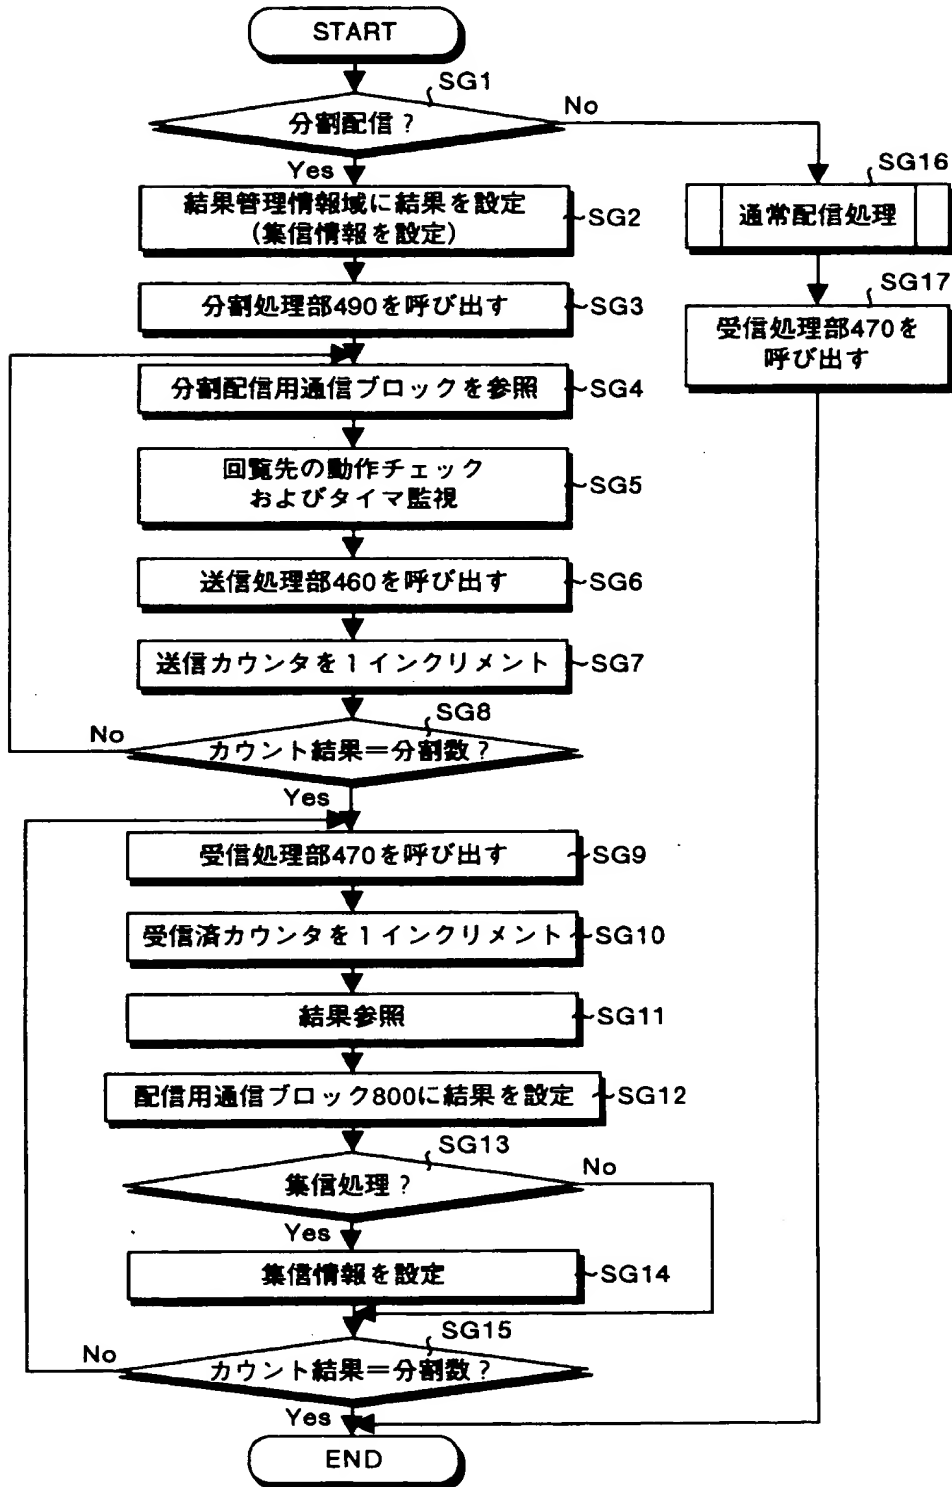 START
SG1
分割配信？
No
Yes
SG16
結果管理情報域に結果を設定
(集信情報を設定)
SG2
通常配信処理
SG17
分割処理部490を呼び出す
SG3
受信処理部470を
呼び出す
分割配信用通信ブロックを参照
SG4
回覧先の動作チェック
およびタイマ監視
SG5
送信処理部460を呼び出す
SG6
送信カウンタを1インクリメント
SG7
SG8
No
カウント結果＝分割数？
Yes
受信処理部470を呼び出す
SG9
受信済カウンタを1インクリメント
SG10
結果参照
SG11
配信用通信ブロック800に結果を設定
SG12
SG13
集信処理？
No
Yes
集信情報を設定
SG14
SG15
No
カウント結果＝分割数？
Yes
END